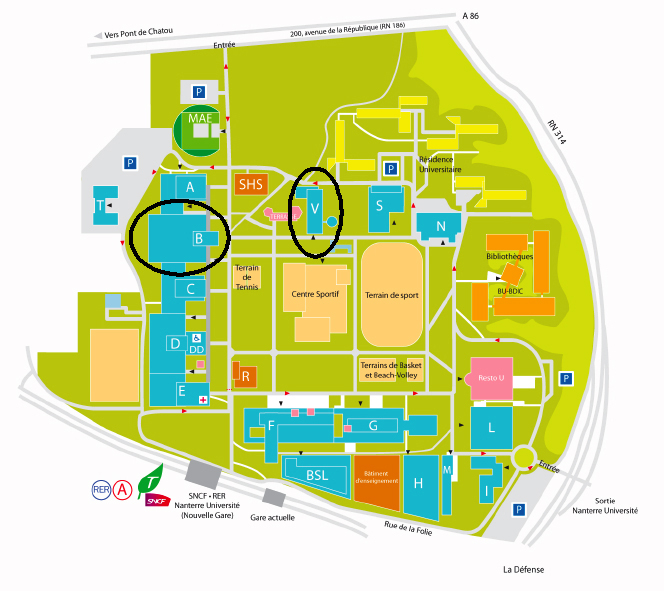 A 86
Vers Pont de Chatou
200, avenue de la République (RN 186)
Entrée
P
MAE
RN 314
P
Résidence
Universitaire
P
A
SHS
T
V
S
N
B
Bibliothèques
Terrain
de
Tennis
Centre Sportif
Terrain de sport
BU-BDIC
C
D
DD
Terrains de Basket
et Beach-Volley
R
Resto U
P
E
F
G
L
BSL
Bâtiment
d'enseignement
H
M
I
Entrée
RER
A
T
SNCF
SNCF • RER
Nanterre Université
(Nouvelle Gare)
Gare actuelle
P
Sortie
Nanterre Université
Rue de la Folie
La Défense